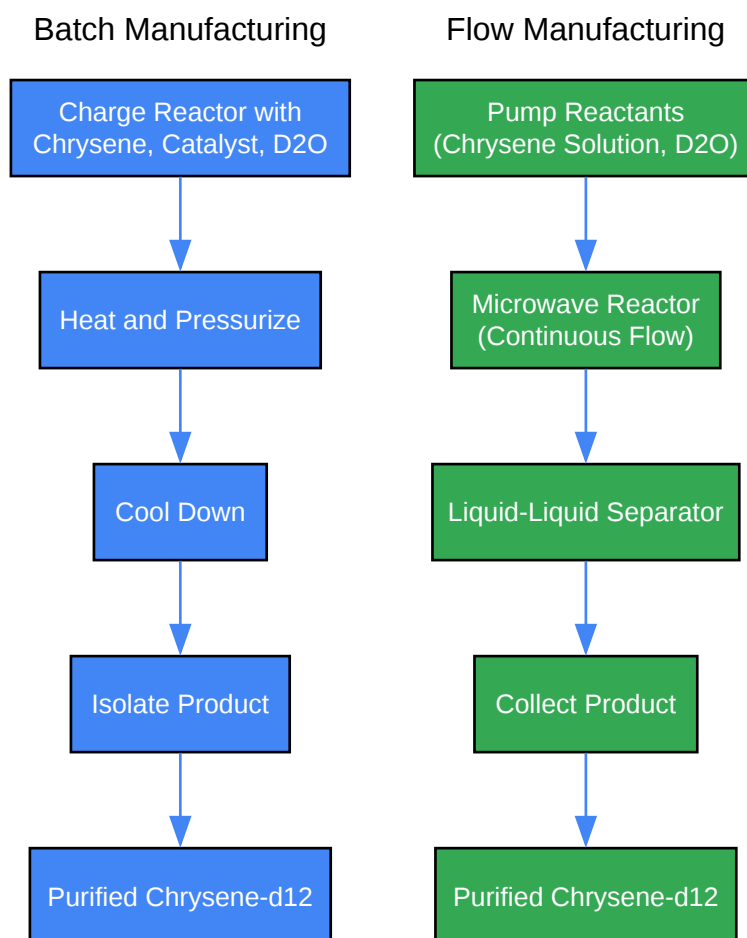 Batch Manufacturing
Charge Reactor with
Chrysene, Catalyst, D2O
Heat and Pressurize
Cool Down
Isolate Product
Purified Chrysene-d12
Flow Manufacturing
Pump Reactants
(Chrysene Solution, D2O)
Microwave Reactor
(Continuous Flow)
Liquid-Liquid Separator
Collect Product
Purified Chrysene-d12